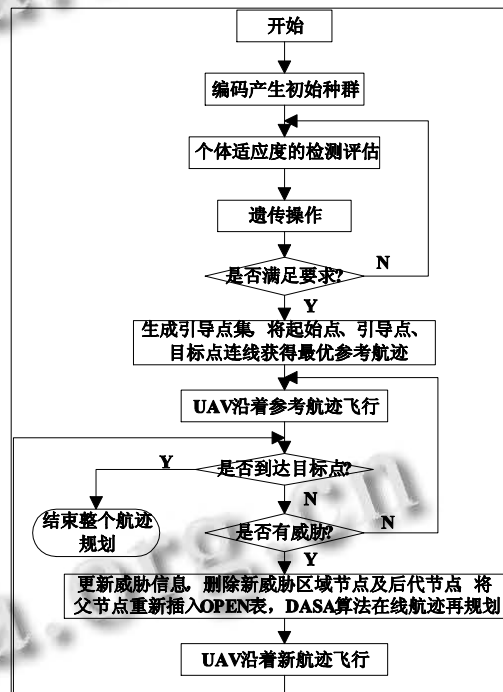 开始
编码产生初始种群
个体适应度的检测评估
遗传操作
是否满足要求?
N
Y
生成引导点集,将起始点、引导点、
目标点连线获得最优参考航迹
UAV沿着参考航迹飞行
Y
是否到达目标点?
N
结束整个航迹
规划
是否有威胁?
N
Y
更新威胁信息,删除新威胁区域节点及后代节点,将
父节点重新插入OPEN表,DASA算法在线航迹再规划
UAV沿着新航迹飞行